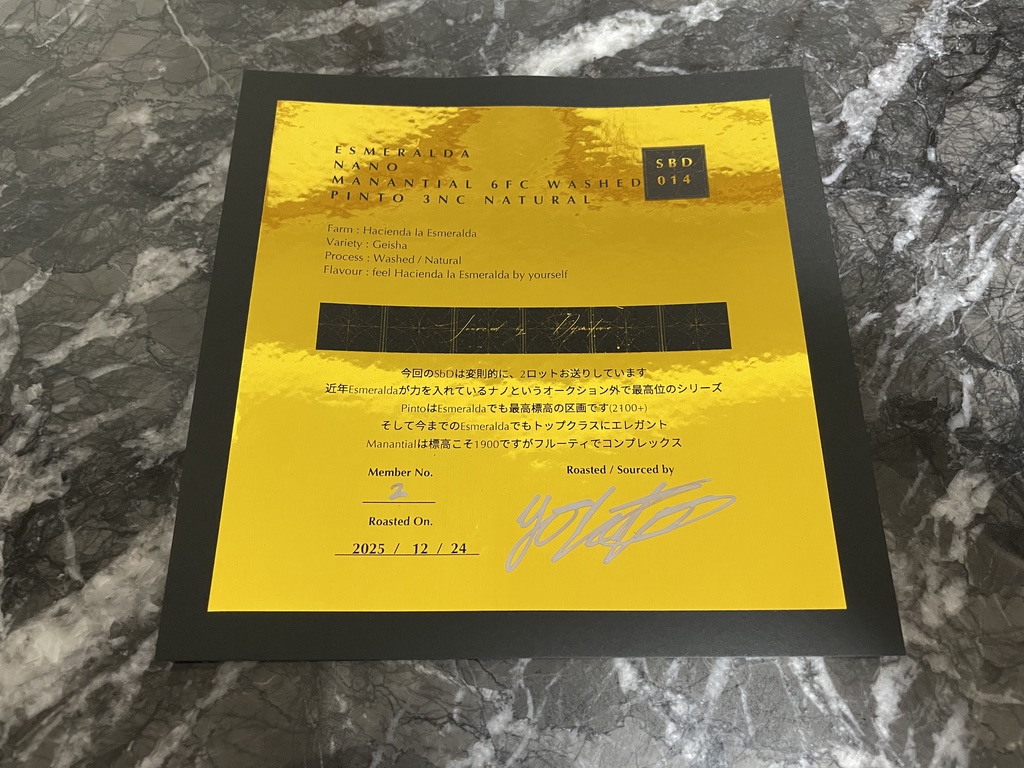 ESMERALDA
NANO
MANANTIAL 6FC WASHED
PINTO 3NC NATURAL
SBD
014
Farm : Hacienda la Esmeralda
Variety : Geisha
Process : Washed / Natural
Flavour : feel Hacienda la Esmeralda by yourself
Sourced by
今回のSbDは変則的に、2ロットお送りしています
近年Esmeraldaが力を入れているナノというオークション外で最高位のシリーズ
PintoはEsmeraldaでも最高標高の区画です(2100+)
そして今までのEsmeraldaでもトップクラスにエレガント
Manantialは標高こそ1900ですがフルーティでコンプレックス
Member No.
2
Roasted / Sourced by
Roasted On.
2025 / 12 / 24